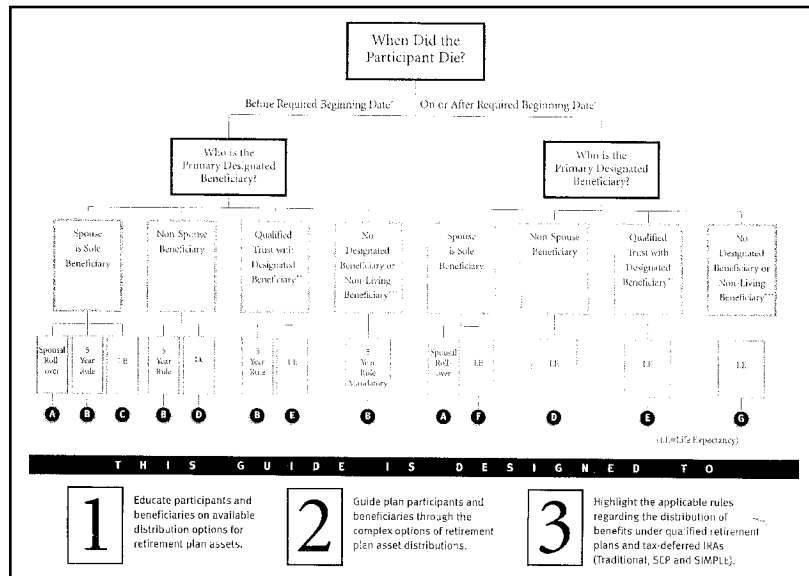 When Did the
Participant Die?
Before Required Beginning Date*
On or After Required Beginning Date*
Who is the
Primary Designated
Beneficiary?
Who is the
Primary Designated
Beneficiary?
Spouse
is Sole
Beneficiary
Non Spouse
Beneficiary
Qualified
Trust with
Designated
Beneficiary**
No
Designated
Beneficiary or
Non-Living
Beneficiary***
Spouse
is Sole
Beneficiary
Non Spouse
Beneficiary
Qualified
Trust with
Designated
Beneficiary**
No
Designated
Beneficiary or
Non-Living
Beneficiary***
Spousal
Roll
over
5
Year
Rule
LE
5
Year
Rule
LE
5
Year
Rule
LE
5
Year
Rule
Mandatory
Spousal
Roll-
over
LE
LE
LE
LE
A
B
C
B
D
B
E
B
A
F
D
E
G
(LE=Life Expectancy)
THIS GUIDE IS DESIGNED TO
1
Educate participants and
beneficiaries on available
distribution options for
retirement plan assets.
2
Guide plan participants and
beneficiaries through the
complex options of retirement
plan asset distributions.
3
Highlight the applicable rules
regarding the distribution of
benefits under qualified retirement
plans and tax-deferred IRAs
(Traditional, SEP and SIMPLE).